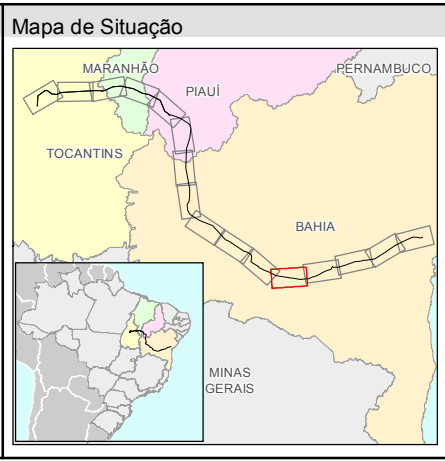 Mapa de Situação
MARANHÃO
PERNAMBUCO
PIAUÍ
TOCANTINS
BAHIA
MINAS
GERAIS